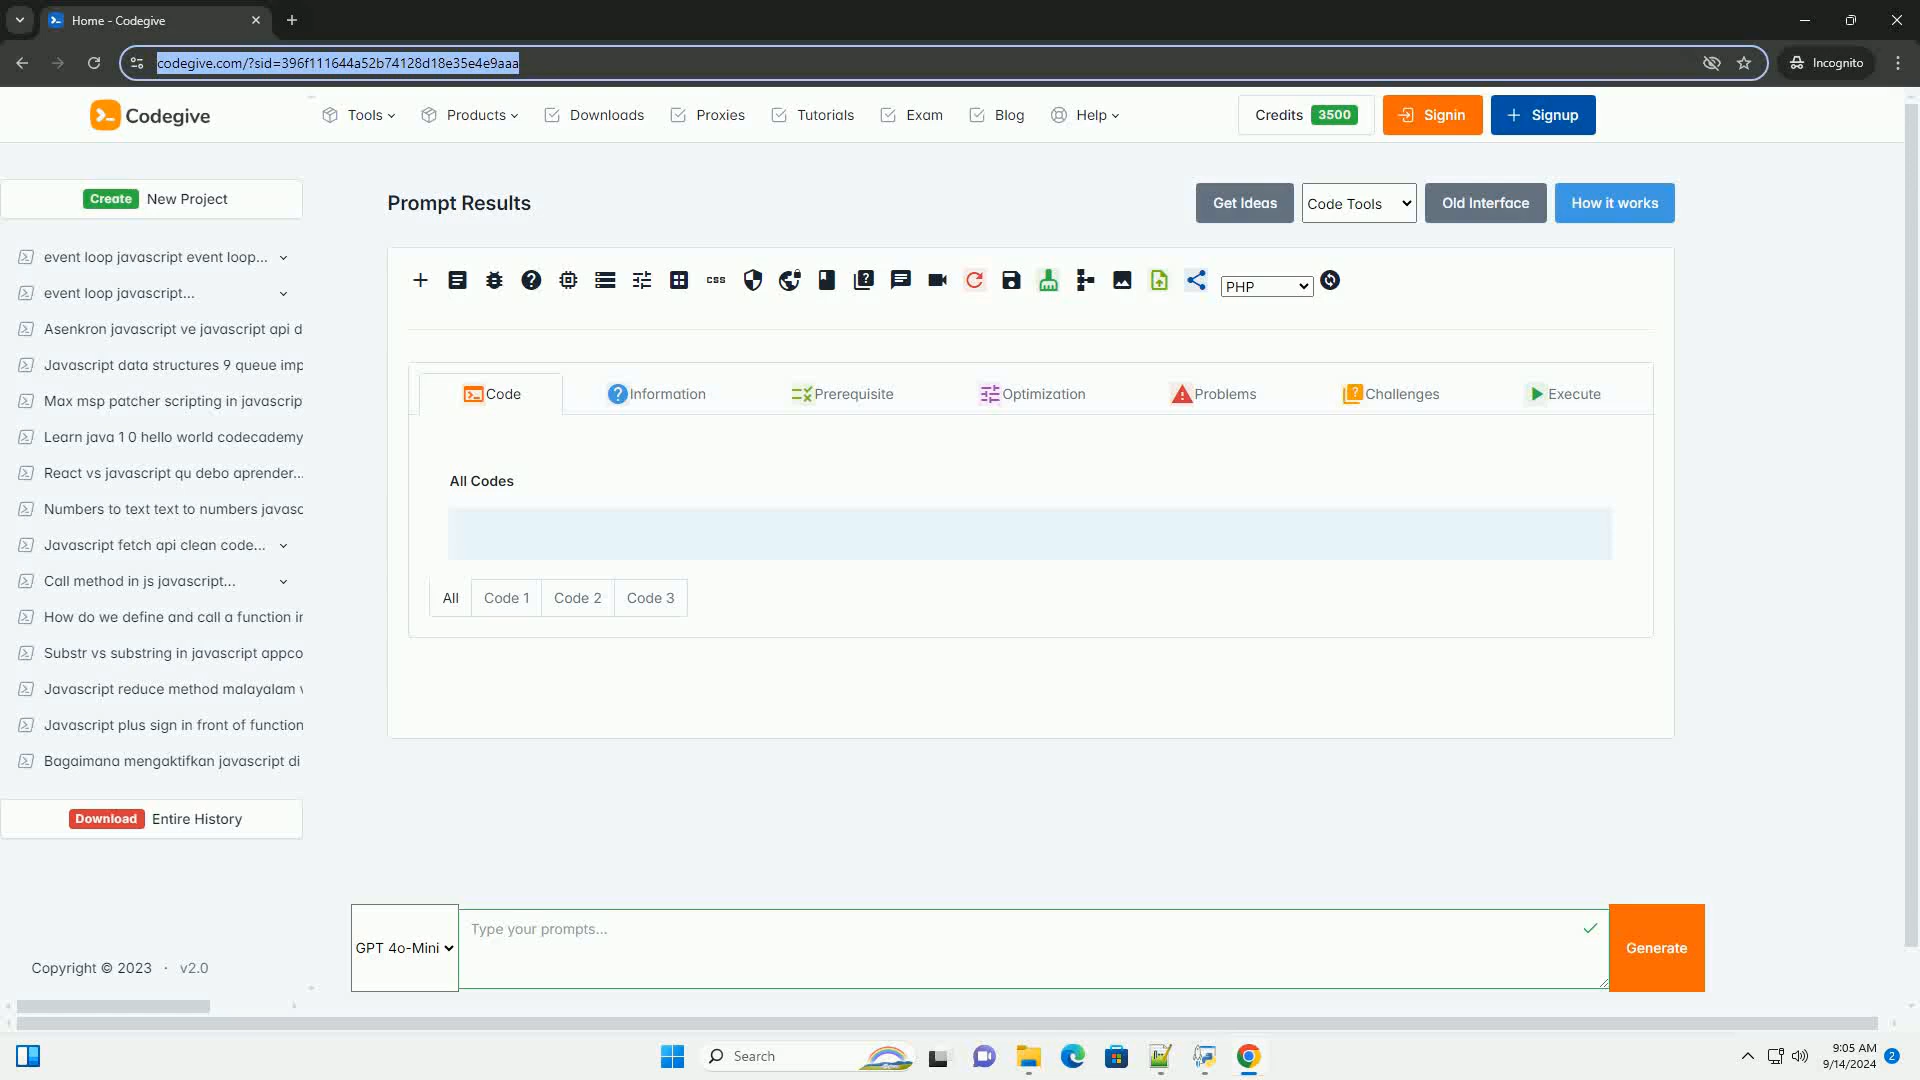 Home - Codegive
codegive.com/?sid=396f111644a52b74128d18e35e4e9aaa
Incognito
Codegive
Tools
Products
Downloads
Proxies
Tutorials
Exam
Blog
Help
Credits 3500
Signin
Signup
Create New Project
event loop javascript event loop...
event loop javascript...
Asenkron javascript ve javascript api d
Javascript data structures 9 queue imp
Max msp patcher scripting in javascrip
Learn java 1 0 hello world codecademy
React vs javascript qu debo aprender...
Numbers to text text to numbers javasc
Javascript fetch api clean code...
Call method in js javascript...
How do we define and call a function in
Substr vs substring in javascript appco
Javascript reduce method malayalam v
Javascript plus sign in front of function
Bagaimana mengaktifkan javascript di
Download Entire History
Copyright © 2023 · v2.0
Prompt Results
Get Ideas
Code Tools
Old Interface
How it works
css
PHP
Code
Information
Prerequisite
Optimization
Problems
Challenges
Execute
All Codes
All
Code 1
Code 2
Code 3
GPT 4o-Mini
Type your prompts...
Generate
Search
9:05 AM
9/14/2024
2